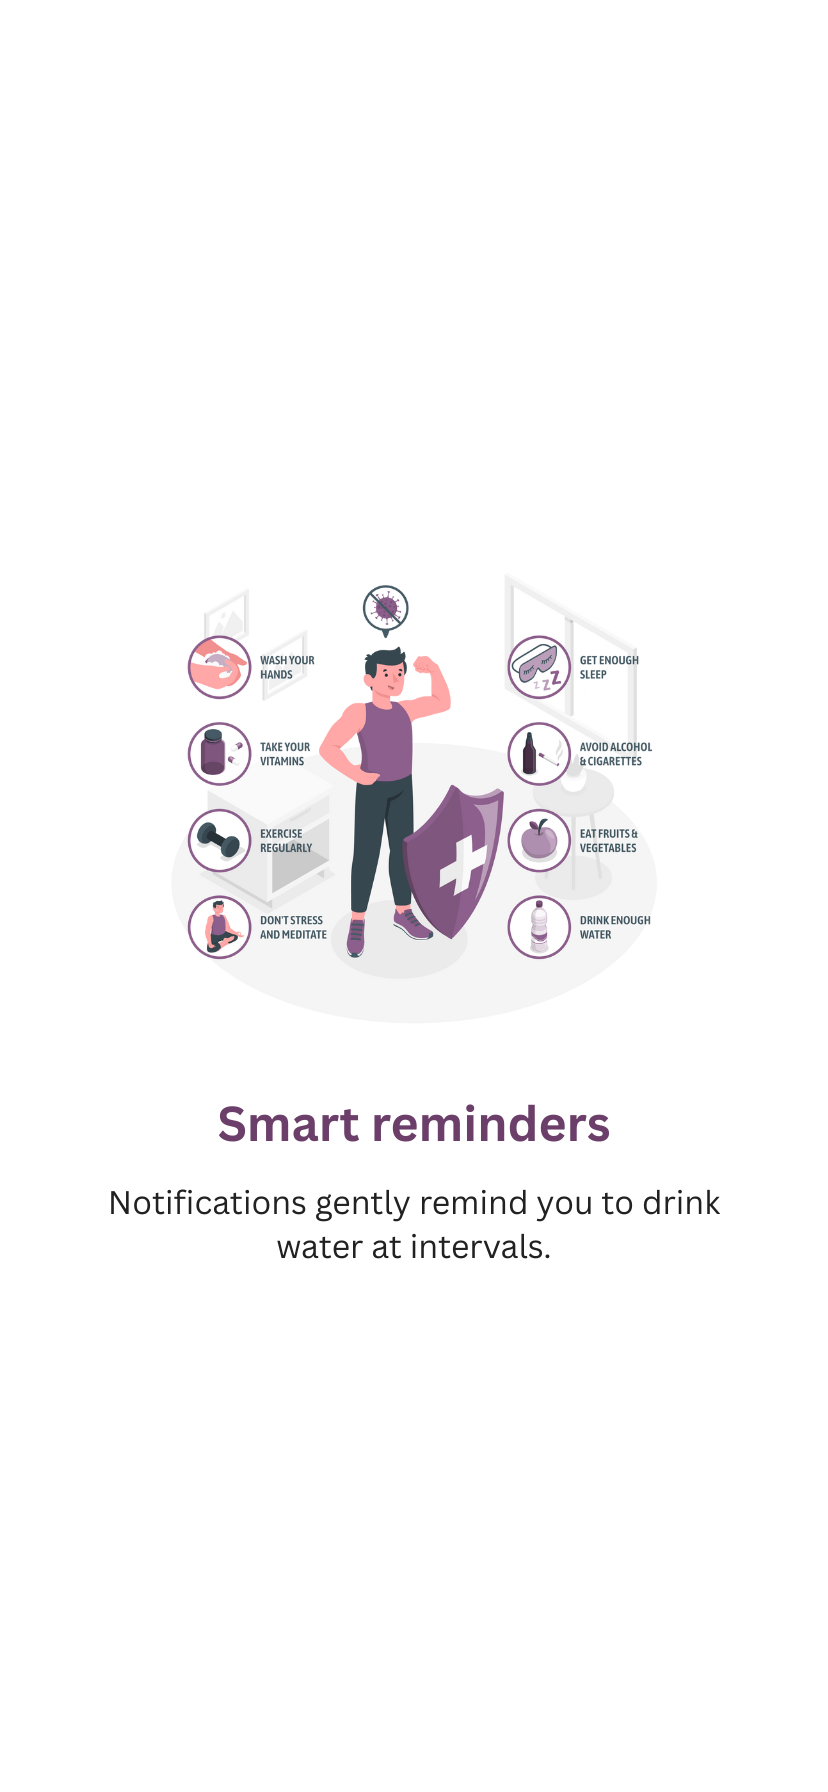 WASH YOUR
HANDS
TAKE YOUR
VITAMINS
EXERCISE
REGULARLY
DON'T STRESS
AND MEDITATE
GET ENOUGH
SLEEP
Z Z Z
AVOID ALCOHOL
& CIGARETTES
EAT FRUITS &
VEGETABLES
DRINK ENOUGH
WATER
Smart reminders
Notifications gently remind you to drink
water at intervals.